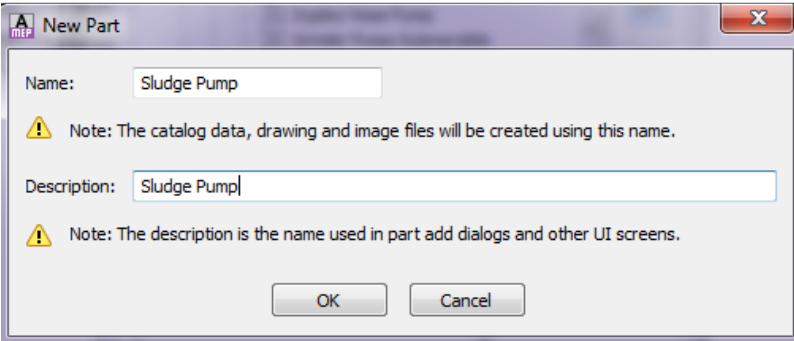 A
MEP
New Part
Name: Sludge Pump
Note: The catalog data, drawing and image files will be created using this name.
Description: Sludge Pump
Note: The description is the name used in part add dialogs and other UI screens.
OK Cancel